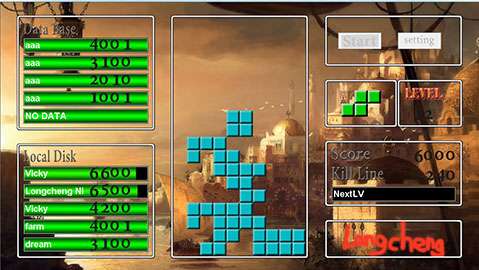 Data Base
aaa 4001
aaa 3100
aaa 2010
aaa 1001
NO DATA
Local Disk
Vicky 6600
Longcheng NI 6500
Vicky 4200
farm 4001
dream 3100
Start setting
LEVEL
2
Score 6000
Kill Line 240
NextLV
Longcheng